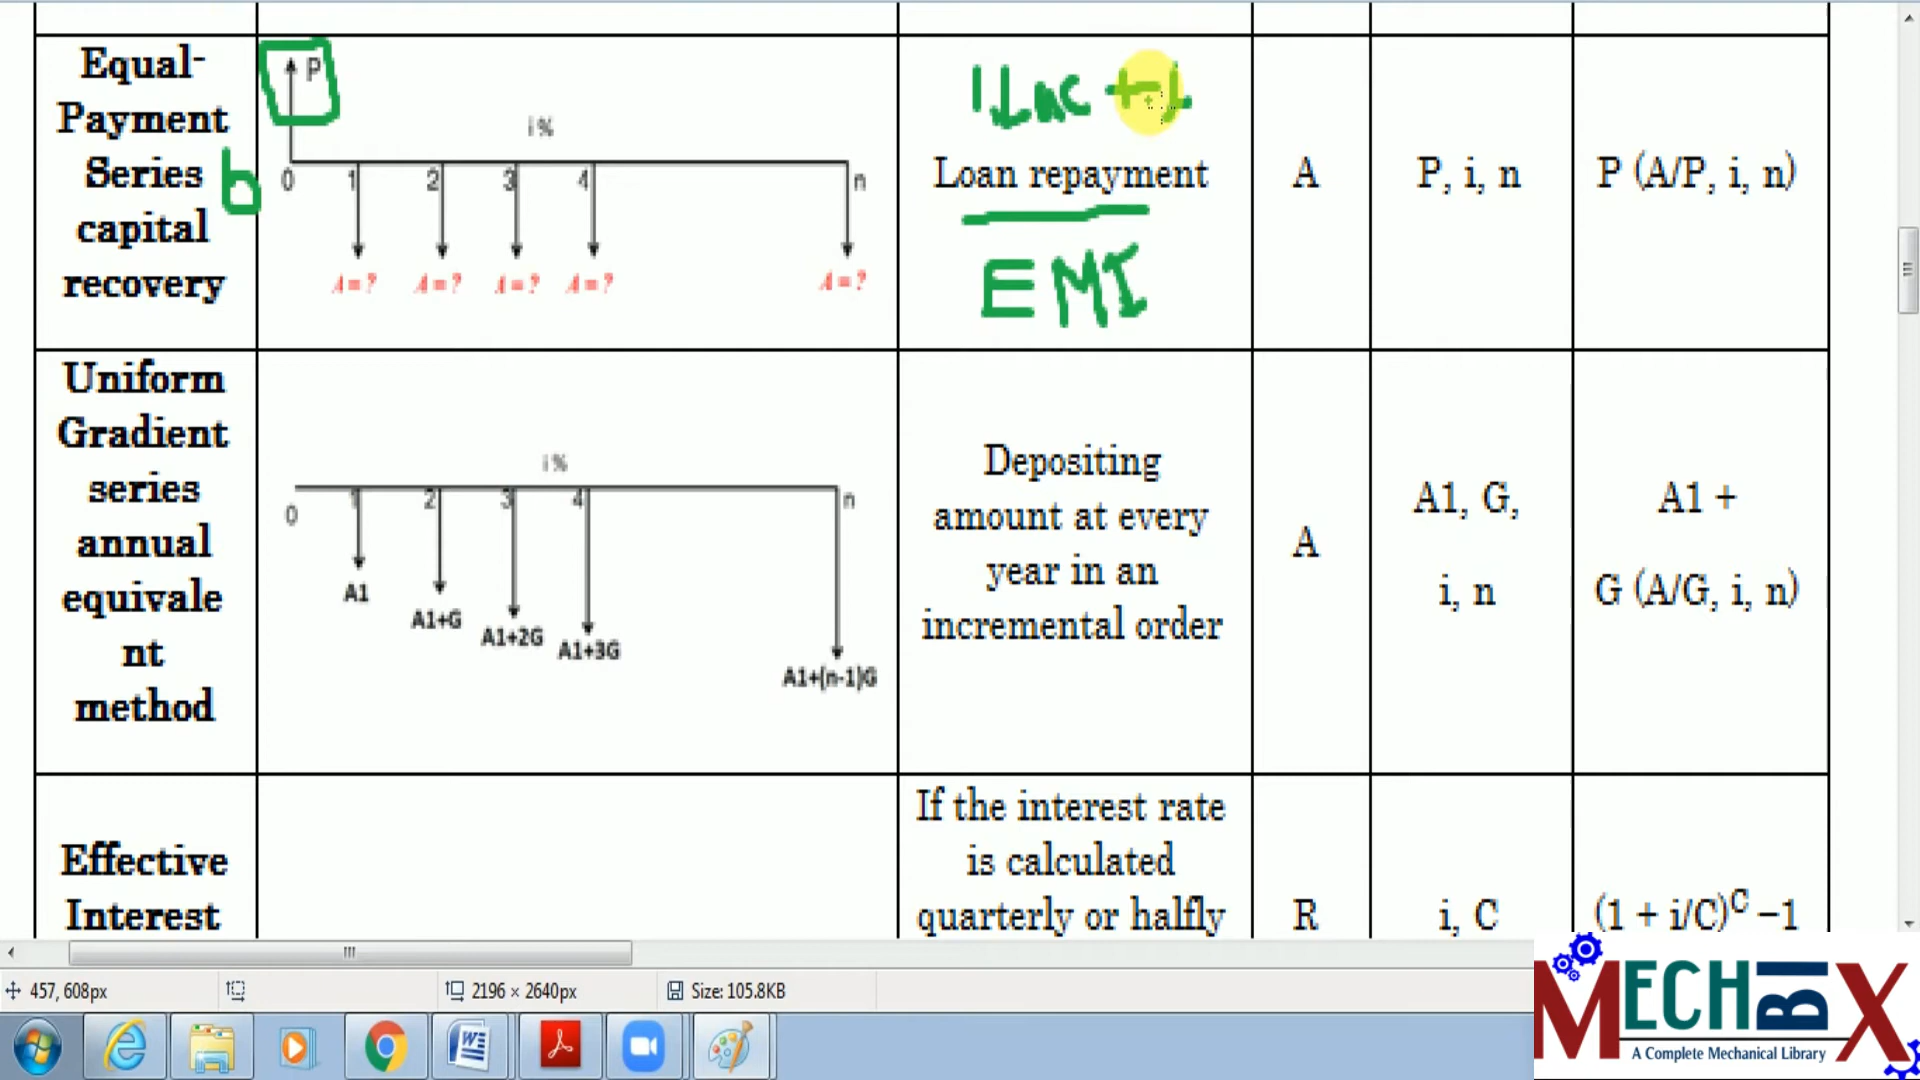 Equal-
Payment
Series
capital
recovery
P
b
i%
0 1 2 3 4 n
A=? A=? A=? A=? A=?
1 Lac
Loan repayment
EMI
A
P, i, n
P (A/P, i, n)
Uniform
Gradient
series
annual
equivale
nt
method
i%
0 1 2 3 4 n
A1
A1+G
A1+2G
A1+3G
A1+(n-1)G
Depositing
amount at every
year in an
incremental order
A
A1, G,
i, n
A1 +
G (A/G, i, n)
Effective
Interest
If the interest rate
is calculated
quarterly or halfly
R
i, C
(1 + i/C)^C –1
457, 608px
2196 × 2640px
Size: 105.8KB
MECHBIX
A Complete Mechanical Library